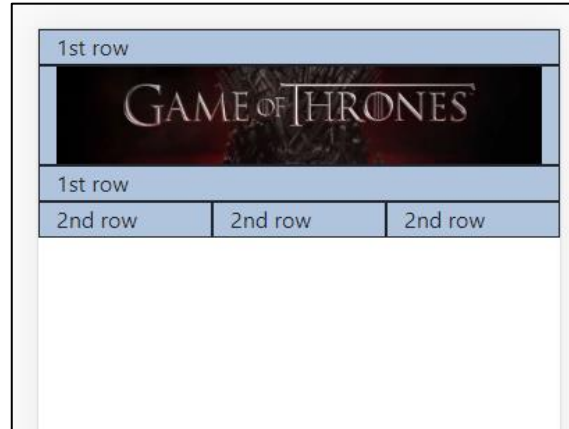 1st row
GAME OF THRONES
1st row
2nd row 2nd row 2nd row